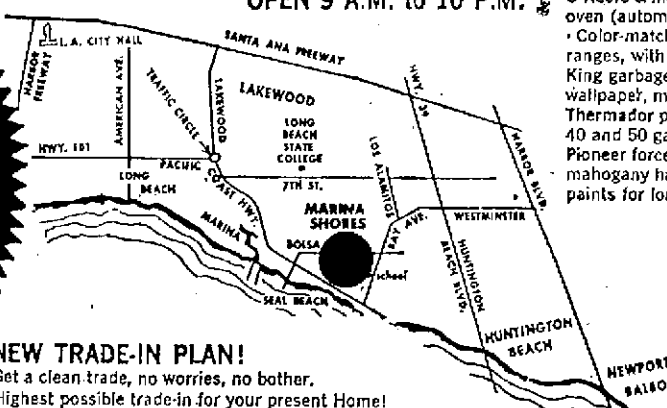 OPEN 9 A.M. to 10 P.M.
oven (autom
• Color-match
ranges, with
King garbage
wallpaper, m
Thermador p
40 and 50 ga
Pioneer force
mahogany ha
paints for lo
L.A. CITY HALL
HARBOR
FREEWAY
AMERICAN AVE.
TRAFFIC CIRCLE
LAKEWOOD
SANTA ANA FREEWAY
LAKEWOOD
LONG
BEACH
STATE
COLLEGE
HWY. 39
HARBOR BLVD.
LOS ALAMITOS
HWY. 101
PACIFIC
COAST HWY.
7TH ST.
LONG
BEACH
MARINA
MARINA
SHORES
BOLSA
BAY AVE.
WESTMINSTER
school
SEAL BEACH
HUNTINGTON
BEACH BLVD.
HUNTINGTON
BEACH
NEWPORT
BALBO
NEW TRADE-IN PLAN!
Get a clean trade, no worries, no bother.
Highest possible trade-in for your present Home!